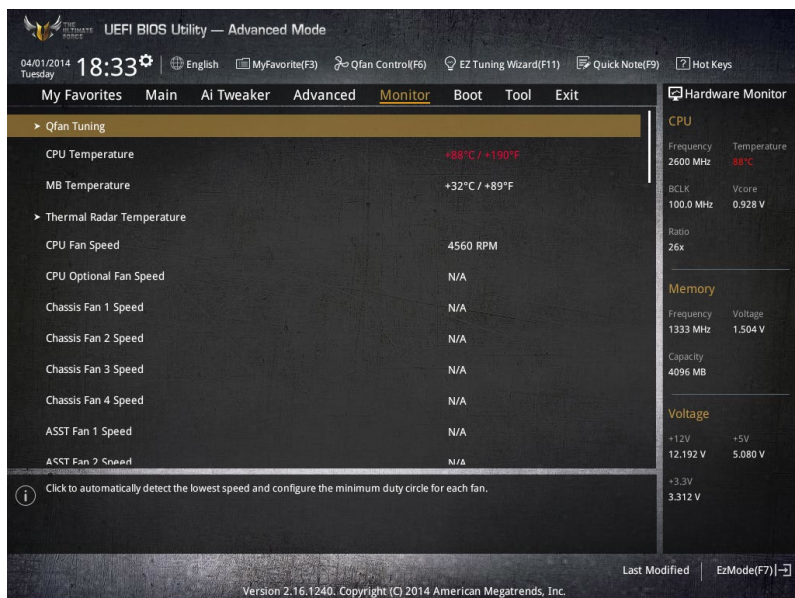 THE ULTIMATE FORCE
UEFI BIOS Utility — Advanced Mode
04/01/2014
Tuesday
18:33
English
MyFavorite(F3)
Qfan Control(F6)
EZ Tuning Wizard(F11)
Quick Note(F9)
? Hot Keys
My Favorites Main Ai Tweaker Advanced Monitor Boot Tool Exit
> Qfan Tuning
CPU Temperature +88°C / +190°F
MB Temperature +32°C / +89°F
> Thermal Radar Temperature
CPU Fan Speed 4560 RPM
CPU Optional Fan Speed N/A
Chassis Fan 1 Speed N/A
Chassis Fan 2 Speed N/A
Chassis Fan 3 Speed N/A
Chassis Fan 4 Speed N/A
ASST Fan 1 Speed N/A
ASST Fan 2 Speed N/A
Click to automatically detect the lowest speed and configure the minimum duty circle for each fan.
Hardware Monitor
CPU
Frequency Temperature
2600 MHz 88°C
BCLK Vcore
100.0 MHz 0.928 V
Ratio
26x
Memory
Frequency Voltage
1333 MHz 1.504 V
Capacity
4096 MB
Voltage
+12V +5V
12.192 V 5.080 V
+3.3V
3.312 V
Last Modified
EzMode(F7)
Version 2.16.1240. Copyright (C) 2014 American Megatrends, Inc.